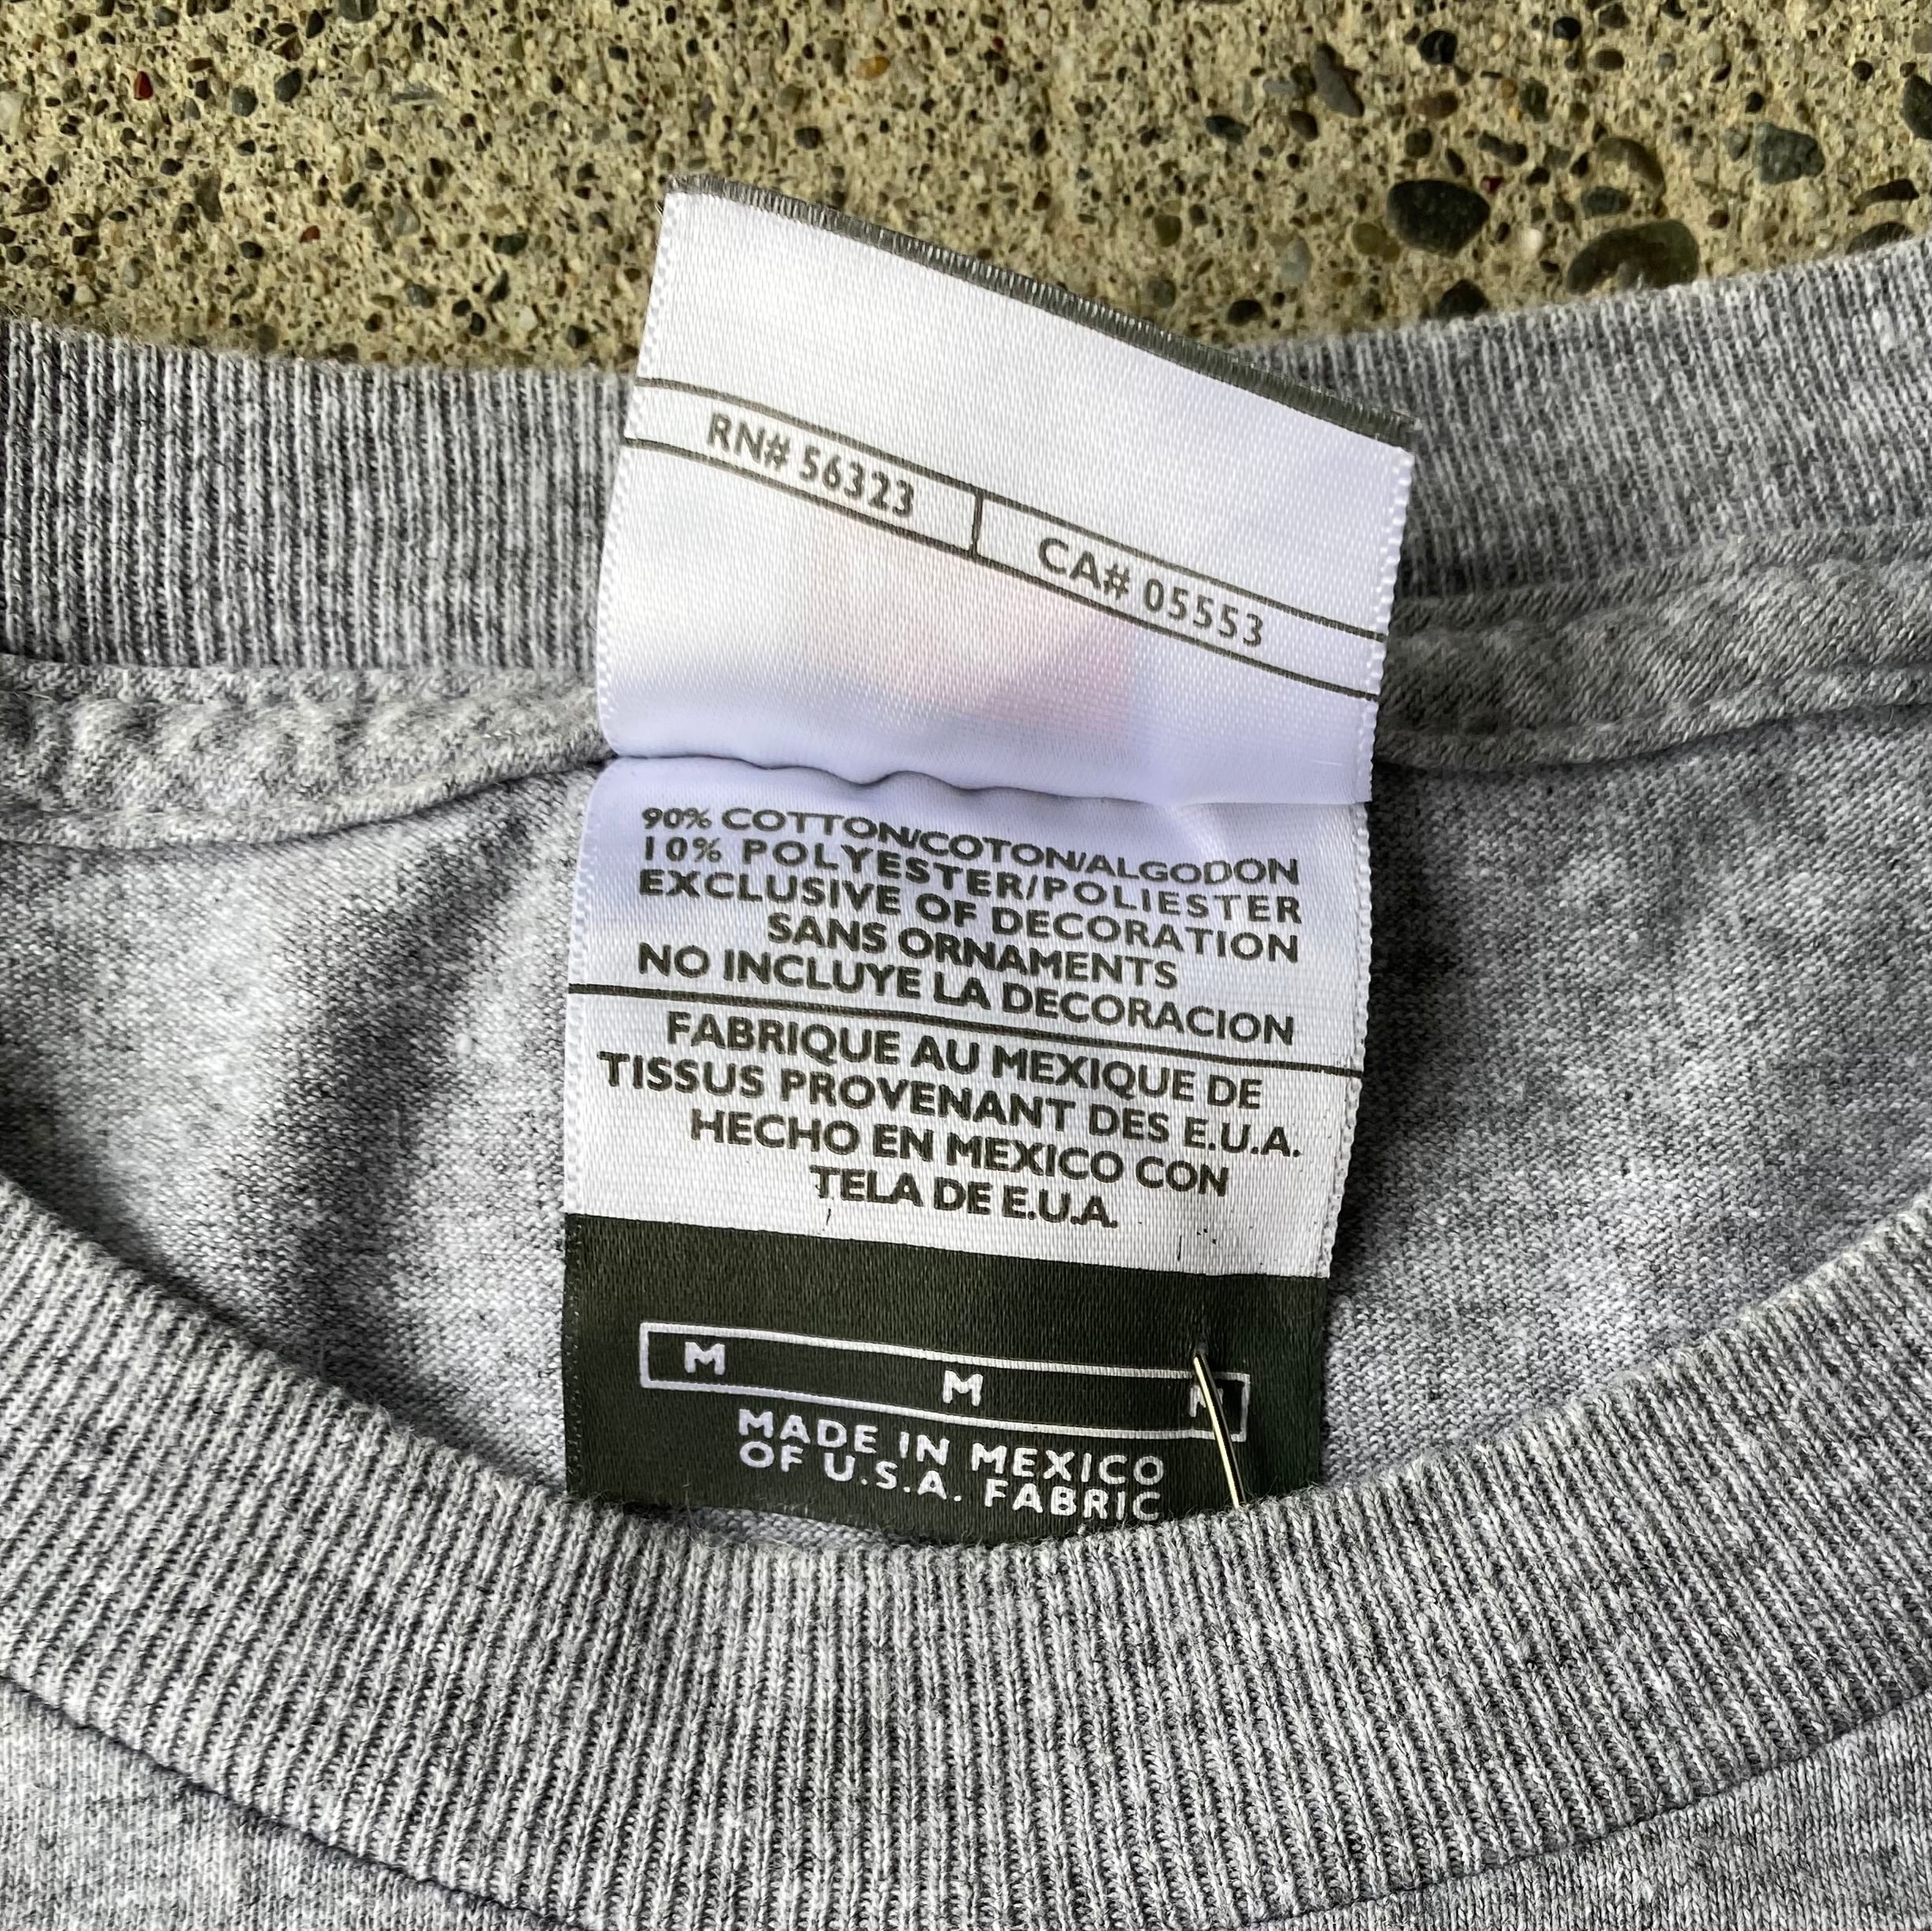 RN# 56323 CA# 05553
90% COTTON/COTON/ALGODON
10% POLYESTER/POLIESTER
EXCLUSIVE OF DECORATION
SANS ORNAMENTS
NO INCLUYE LA DECORACION
FABRIQUE AU MEXIQUE DE
TISSUS PROVENANT DES E.U.A.
HECHO EN MEXICO CON
TELA DE E.U.A.
M M M
MADE IN MEXICO
OF U.S.A. FABRIC